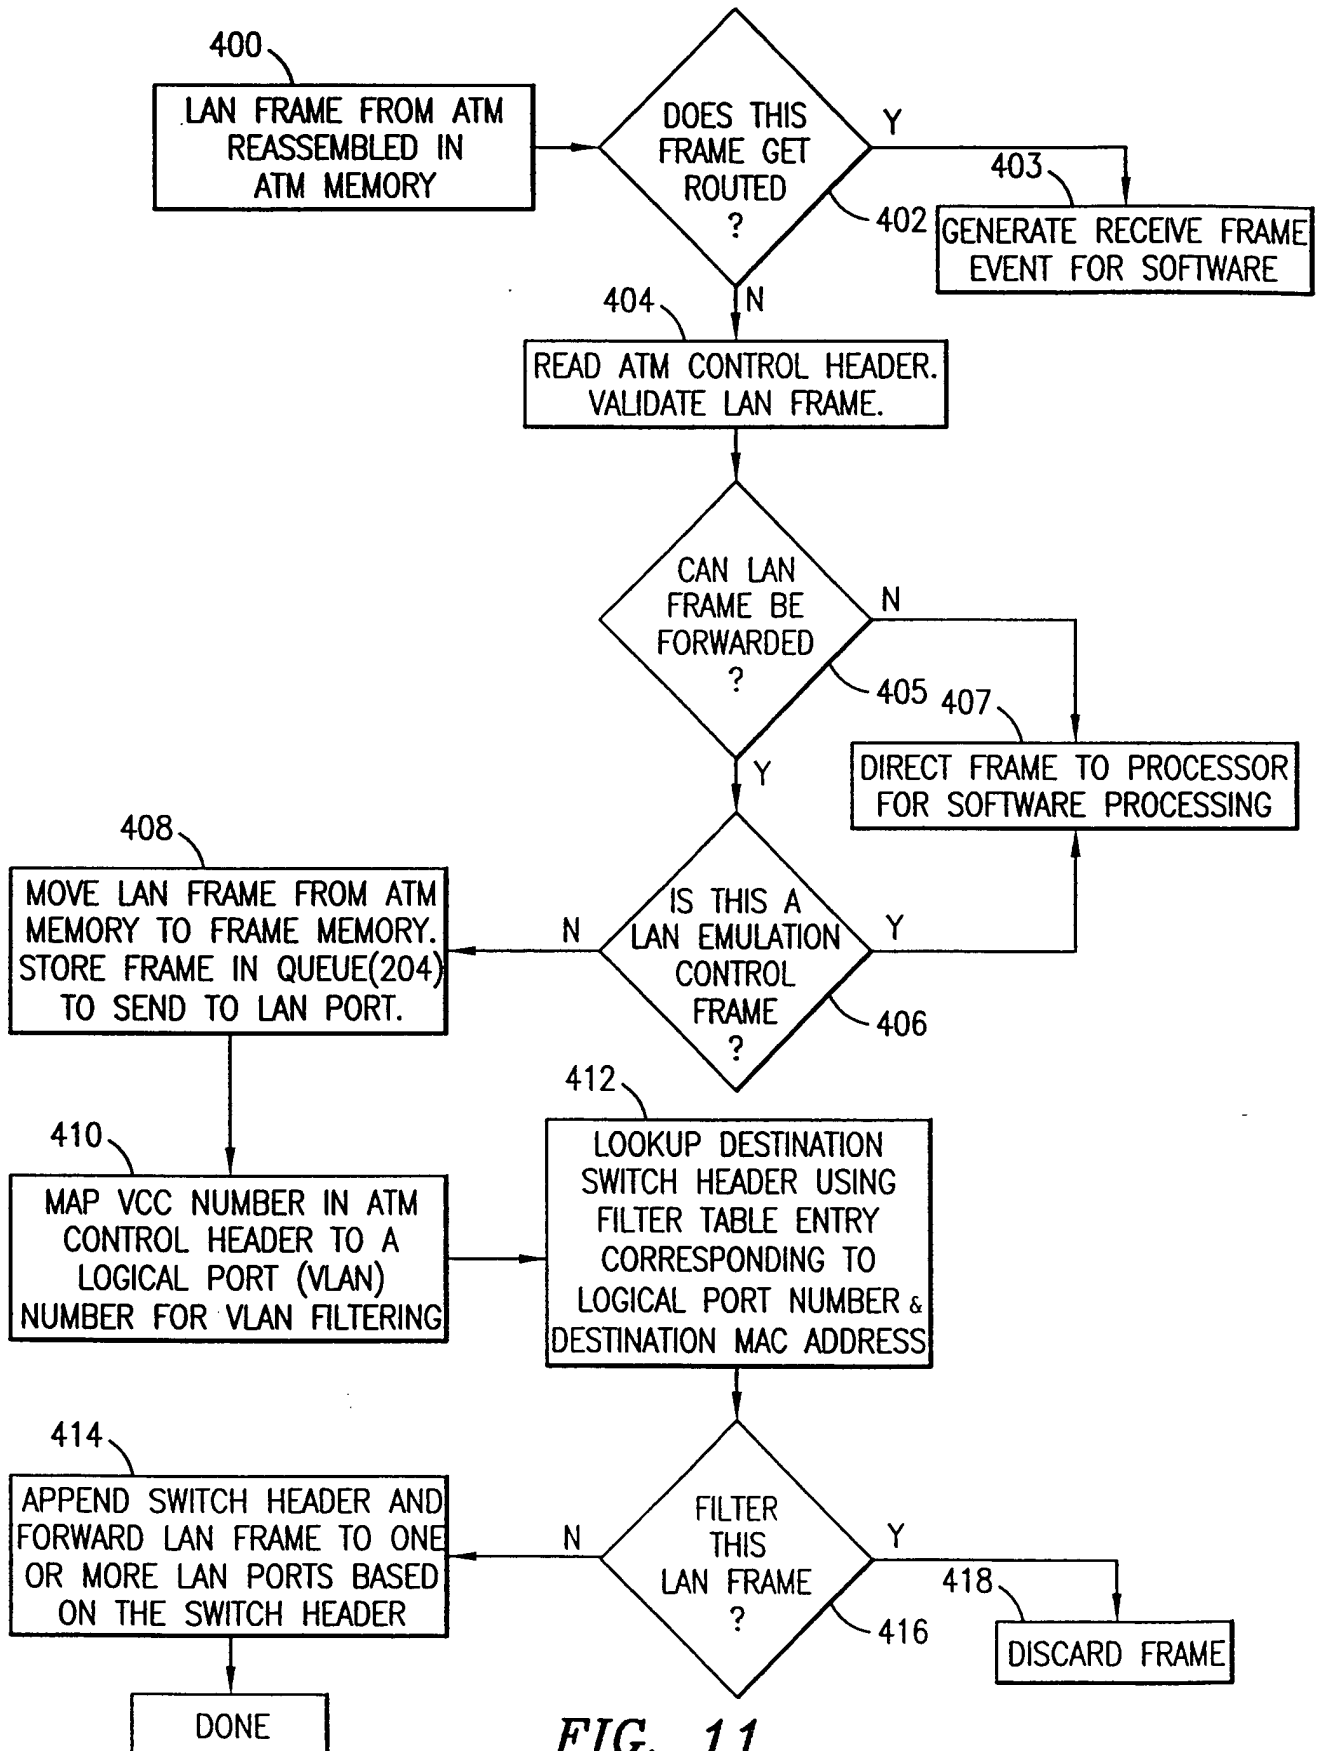 400
LAN FRAME FROM ATM
REASSEMBLED IN
ATM MEMORY
DOES THIS
FRAME GET
ROUTED
?
402
Y
403
GENERATE RECEIVE FRAME
EVENT FOR SOFTWARE
N
404
READ ATM CONTROL HEADER.
VALIDATE LAN FRAME.
CAN LAN
FRAME BE
FORWARDED
?
405
N
407
DIRECT FRAME TO PROCESSOR
FOR SOFTWARE PROCESSING
Y
IS THIS A
LAN EMULATION
CONTROL
FRAME
?
406
Y
N
408
MOVE LAN FRAME FROM ATM
MEMORY TO FRAME MEMORY.
STORE FRAME IN QUEUE(204)
TO SEND TO LAN PORT.
410
MAP VCC NUMBER IN ATM
CONTROL HEADER TO A
LOGICAL PORT (VLAN)
NUMBER FOR VLAN FILTERING
412
LOOKUP DESTINATION
SWITCH HEADER USING
FILTER TABLE ENTRY
CORRESPONDING TO
LOGICAL PORT NUMBER &
DESTINATION MAC ADDRESS
FILTER
THIS
LAN FRAME
?
416
Y
418
DISCARD FRAME
N
414
APPEND SWITCH HEADER AND
FORWARD LAN FRAME TO ONE
OR MORE LAN PORTS BASED
ON THE SWITCH HEADER
DONE
FIG. 11